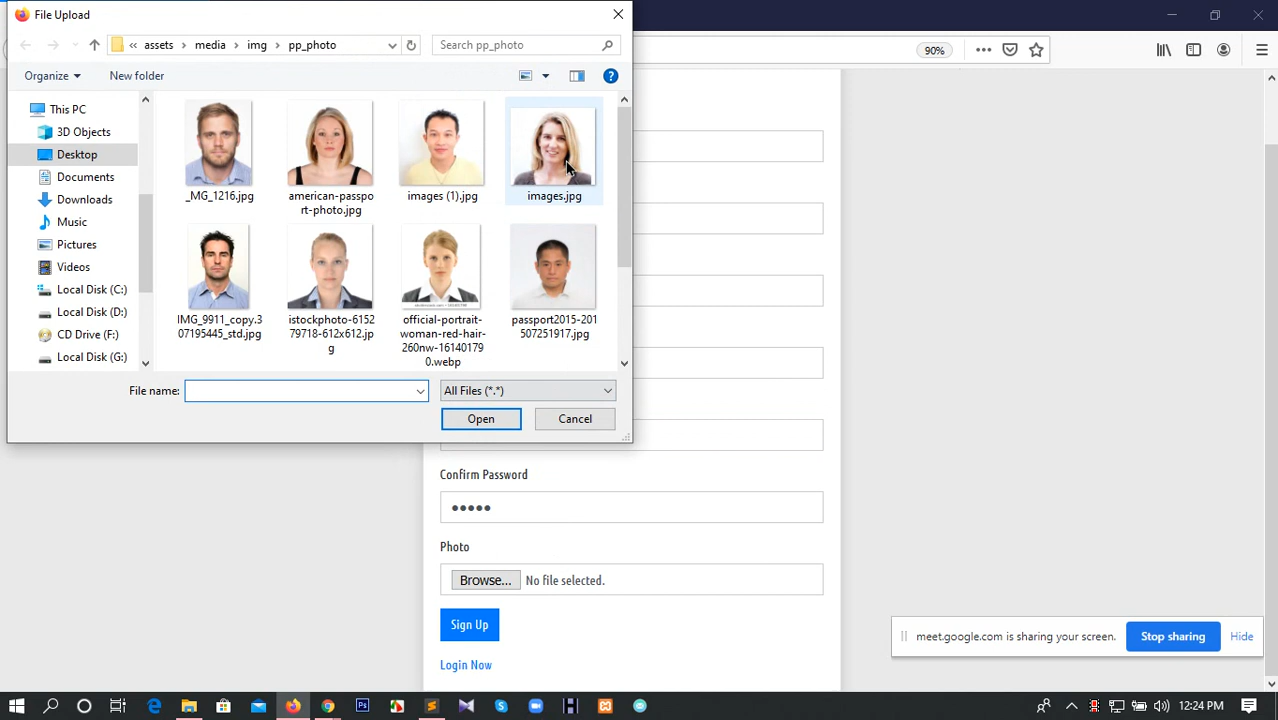 File Upload
assets
media
img
pp_photo
Search pp_photo
90%
Organize
New folder
This PC
3D Objects
Desktop
Documents
Downloads
Music
Pictures
Videos
Local Disk (C:)
Local Disk (D:)
CD Drive (F:)
Local Disk (G:)
_MG_1216.jpg
american-passpo
rt-photo.jpg
images (1).jpg
images.jpg
IMG_9911_copy.3
07195445_std.jpg
istockphoto-6152
79718-612x612.jp
g
official-portrait-
woman-red-hair-
260nw-16140179
0.webp
passport2015-201
507251917.jpg
File name:
All Files (*.*)
Open
Cancel
Confirm Password
Photo
Browse...
No file selected.
Sign Up
Login Now
meet.google.com is sharing your screen.
Stop sharing
Hide
12:24 PM